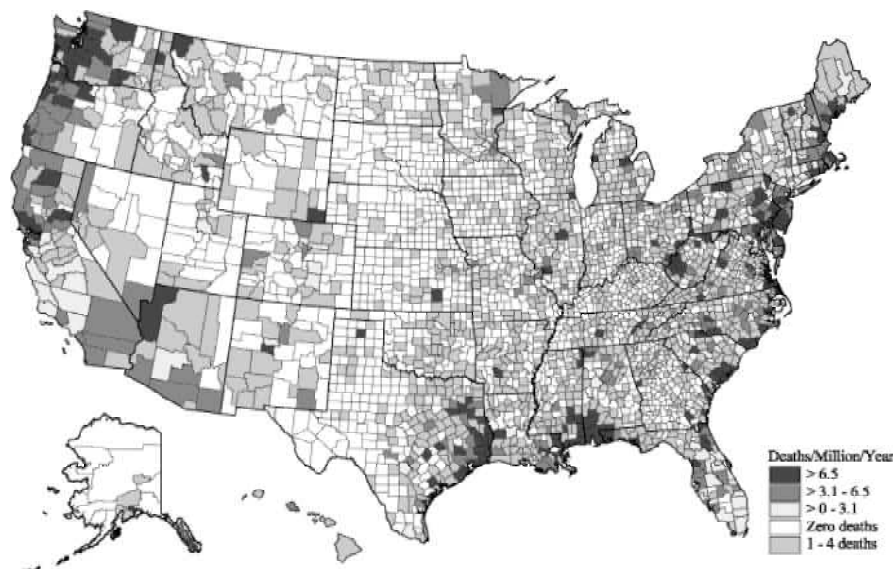 Deaths/Million/Year
> 6.5
> 3.1 - 6.5
> 0 - 3.1
Zero deaths
1 - 4 deaths